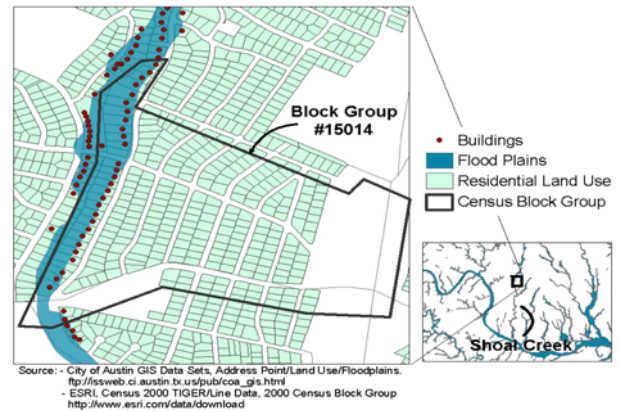 Block Group
#15014
Buildings
Flood Plains
Residential Land Use
Census Block Group
Shoal Creek
Source: - City of Austin GIS Data Sets, Address Point/Land Use/Floodplains.
ftp://issweb.ci.austin.tx.us/pub/coa_gis.html
- ESRI, Census 2000 TIGER/Line Data, 2000 Census Block Group
http://www.esri.com/data/download